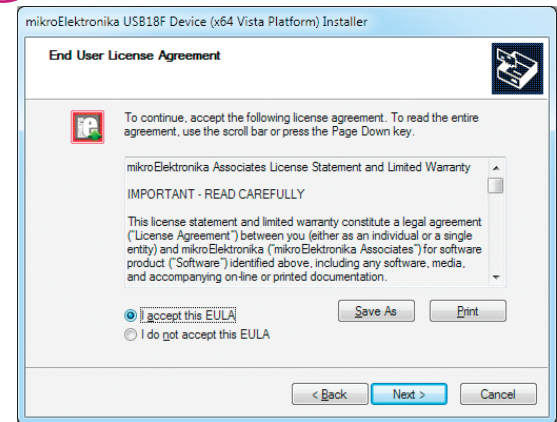 mikroElektronika USB18F Device (x64 Vista Platform) Installer
End User License Agreement
To continue, accept the following license agreement. To read the entire
agreement, use the scroll bar or press the Page Down key.
mikroElektronika Associates License Statement and Limited Warranty
IMPORTANT - READ CAREFULLY
This license statement and limited warranty constitute a legal agreement
("License Agreement") between you (either as an individual or a single
entity) and mikroElektronika ("mikroElektronika Associates") for software
product ("Software") identified above, including any software, media,
and accompanying on-line or printed documentation.
I accept this EULA
Save As
Print
I do not accept this EULA
< Back
Next >
Cancel